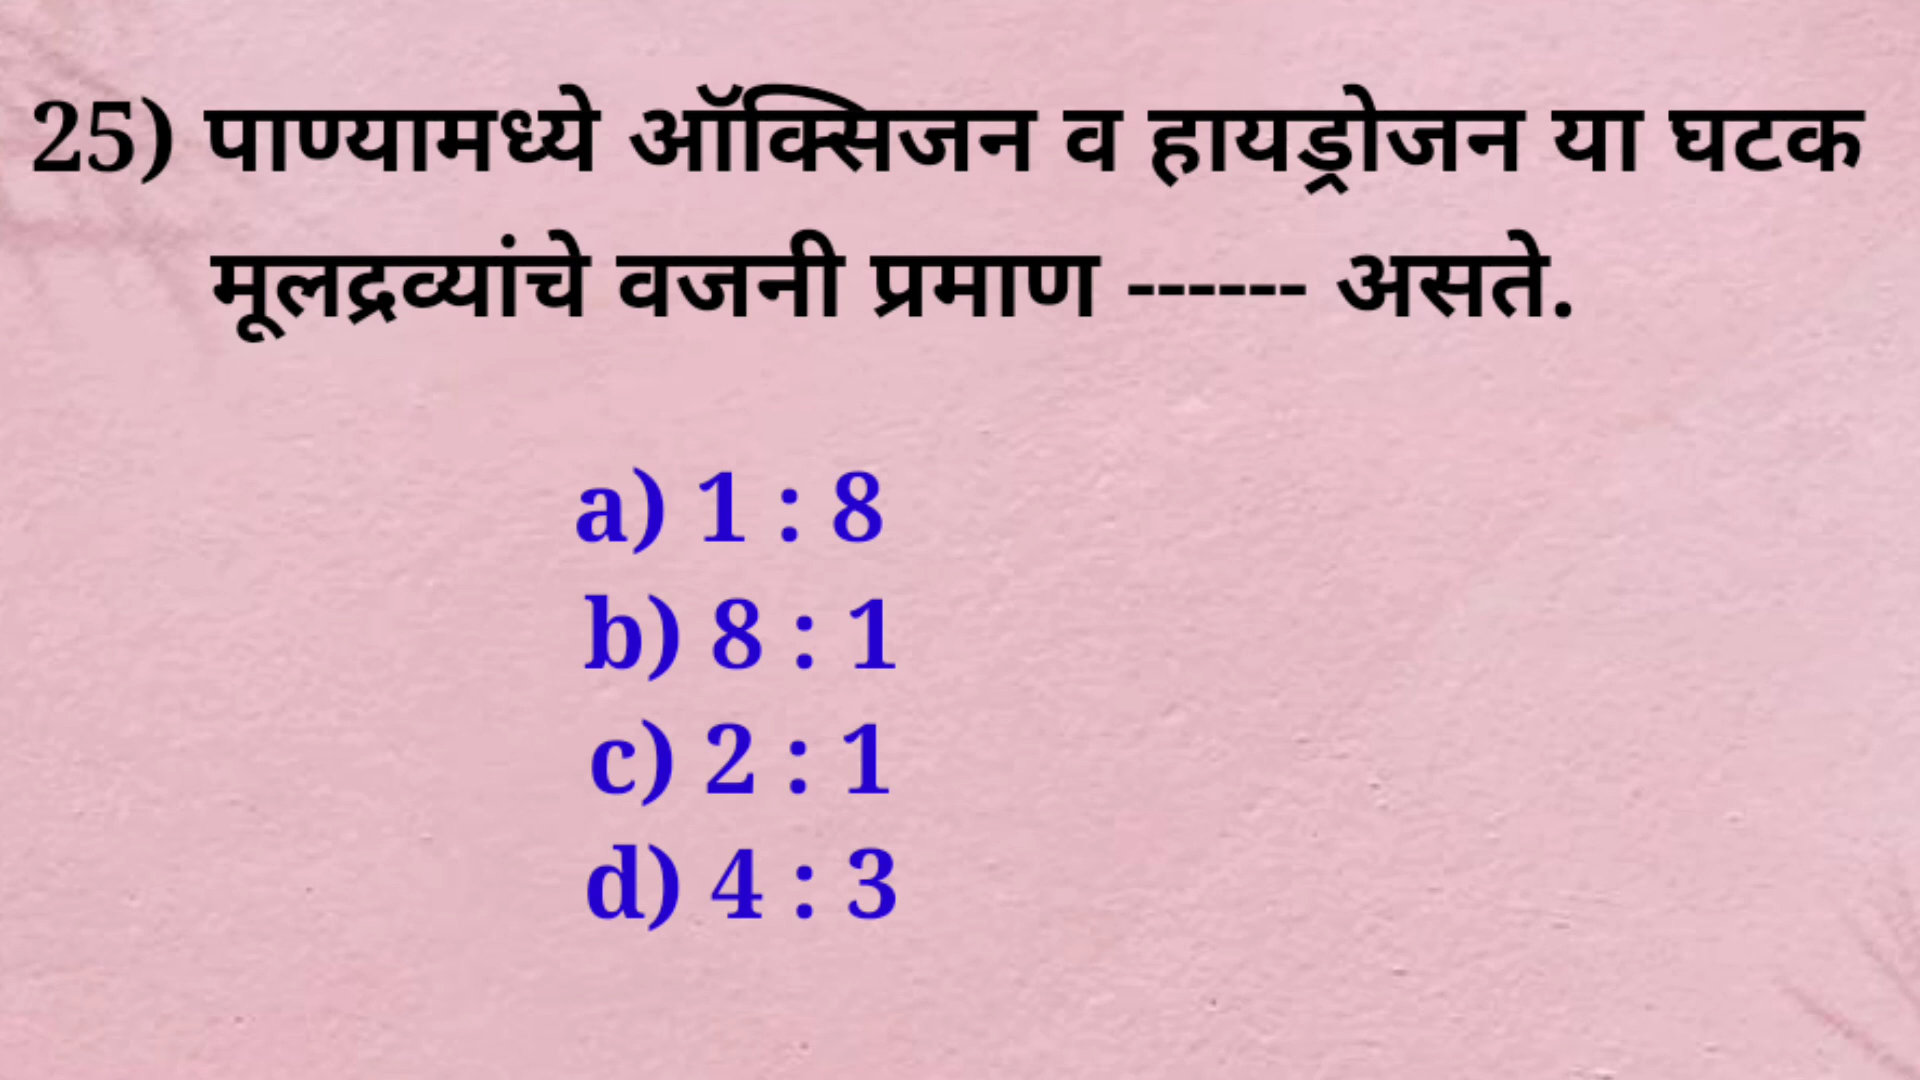 25) पाण्यामध्ये ऑक्सिजन व हायड्रोजन या घटक
मूलद्रव्यांचे वजनी प्रमाण ------ असते.
a) 1 : 8
b) 8 : 1
c) 2 : 1
d) 4 : 3